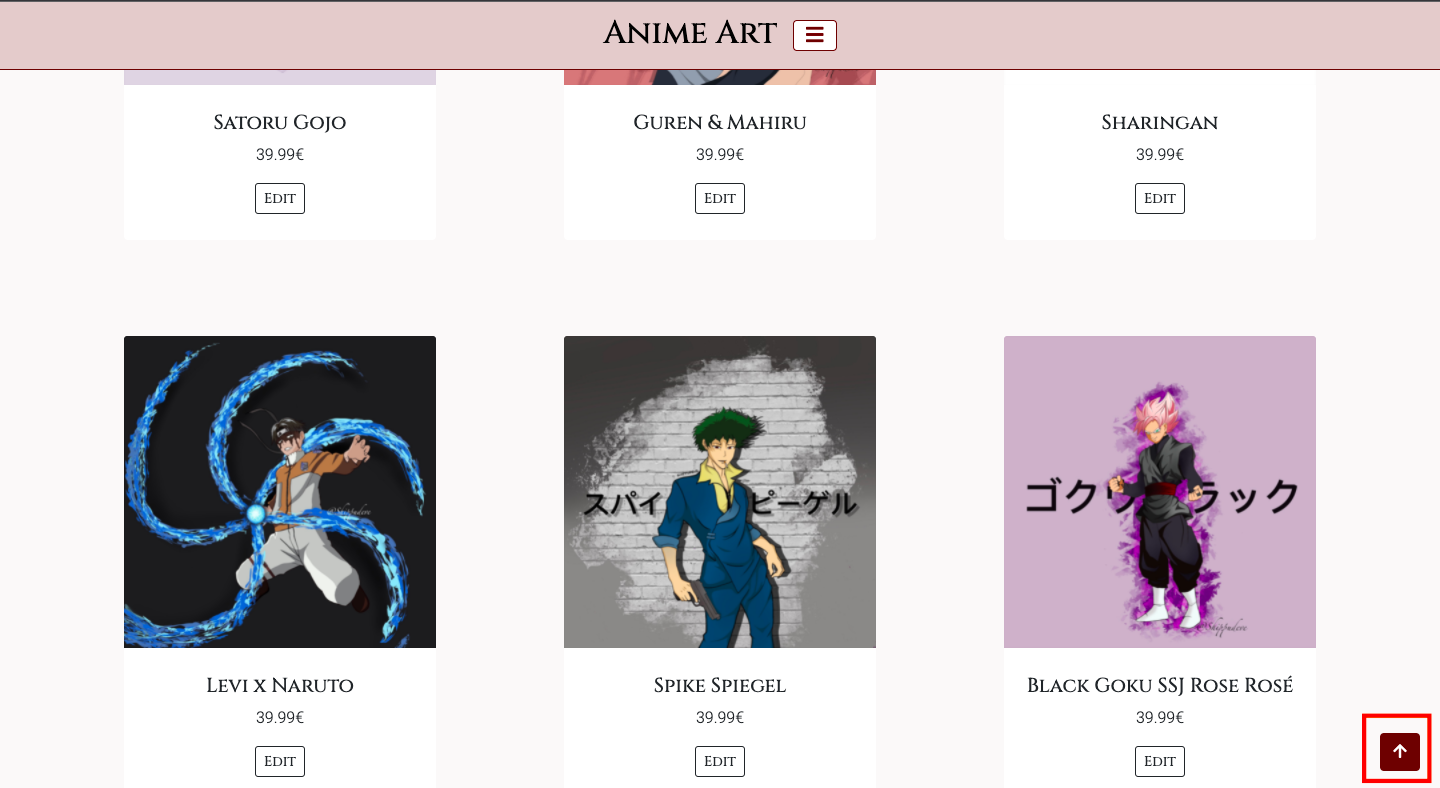 Anime Art
Satoru Gojo
Guren & Mahiru
Sharingan
39.99€
39.99€
39.99€
Edit
Edit
Edit
スパイ ピーゲル
ゴク ラック
Levi x Naruto
Spike Spiegel
Black Goku SSJ Rose Rosé
39.99€
39.99€
39.99€
Edit
Edit
Edit